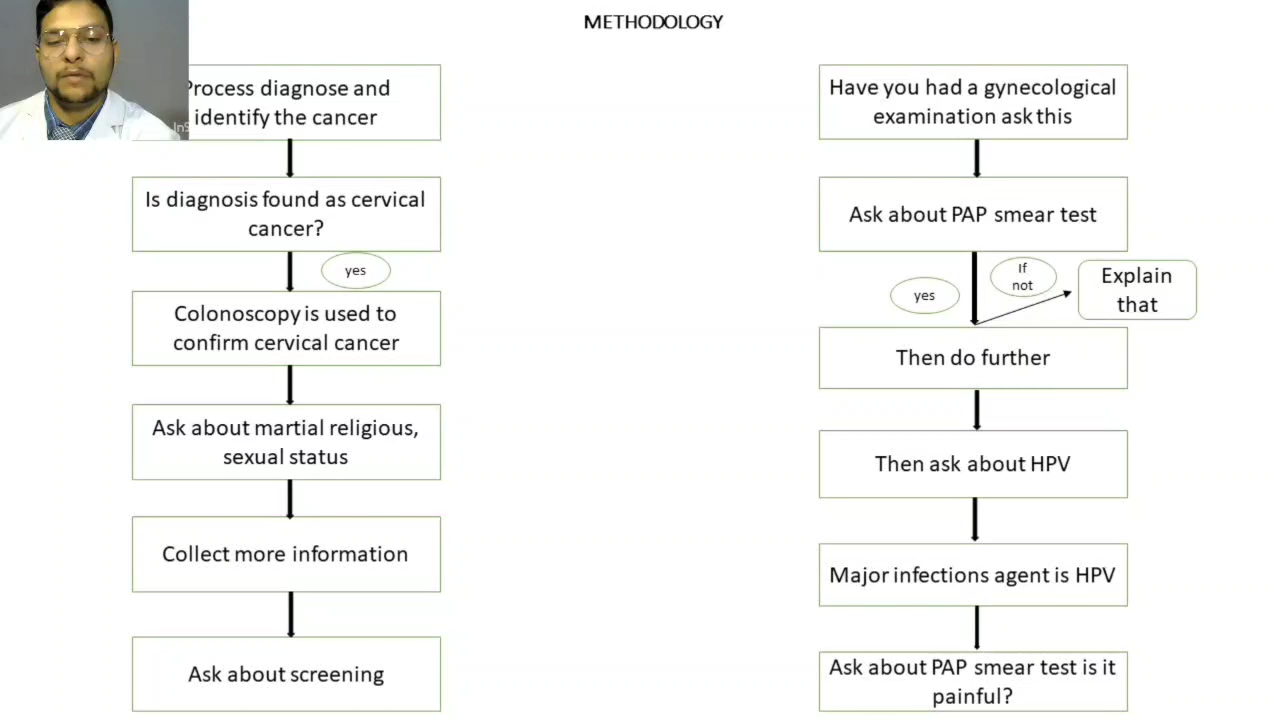 METHODOLOGY
Process diagnose and
identify the cancer
Is diagnosis found as cervical
cancer?
yes
Colonoscopy is used to
confirm cervical cancer
Ask about martial religious,
sexual status
Collect more information
Ask about screening
Have you had a gynecological
examination ask this
Ask about PAP smear test
yes
If
not
Explain
that
Then do further
Then ask about HPV
Major infections agent is HPV
Ask about PAP smear test is it
painful?